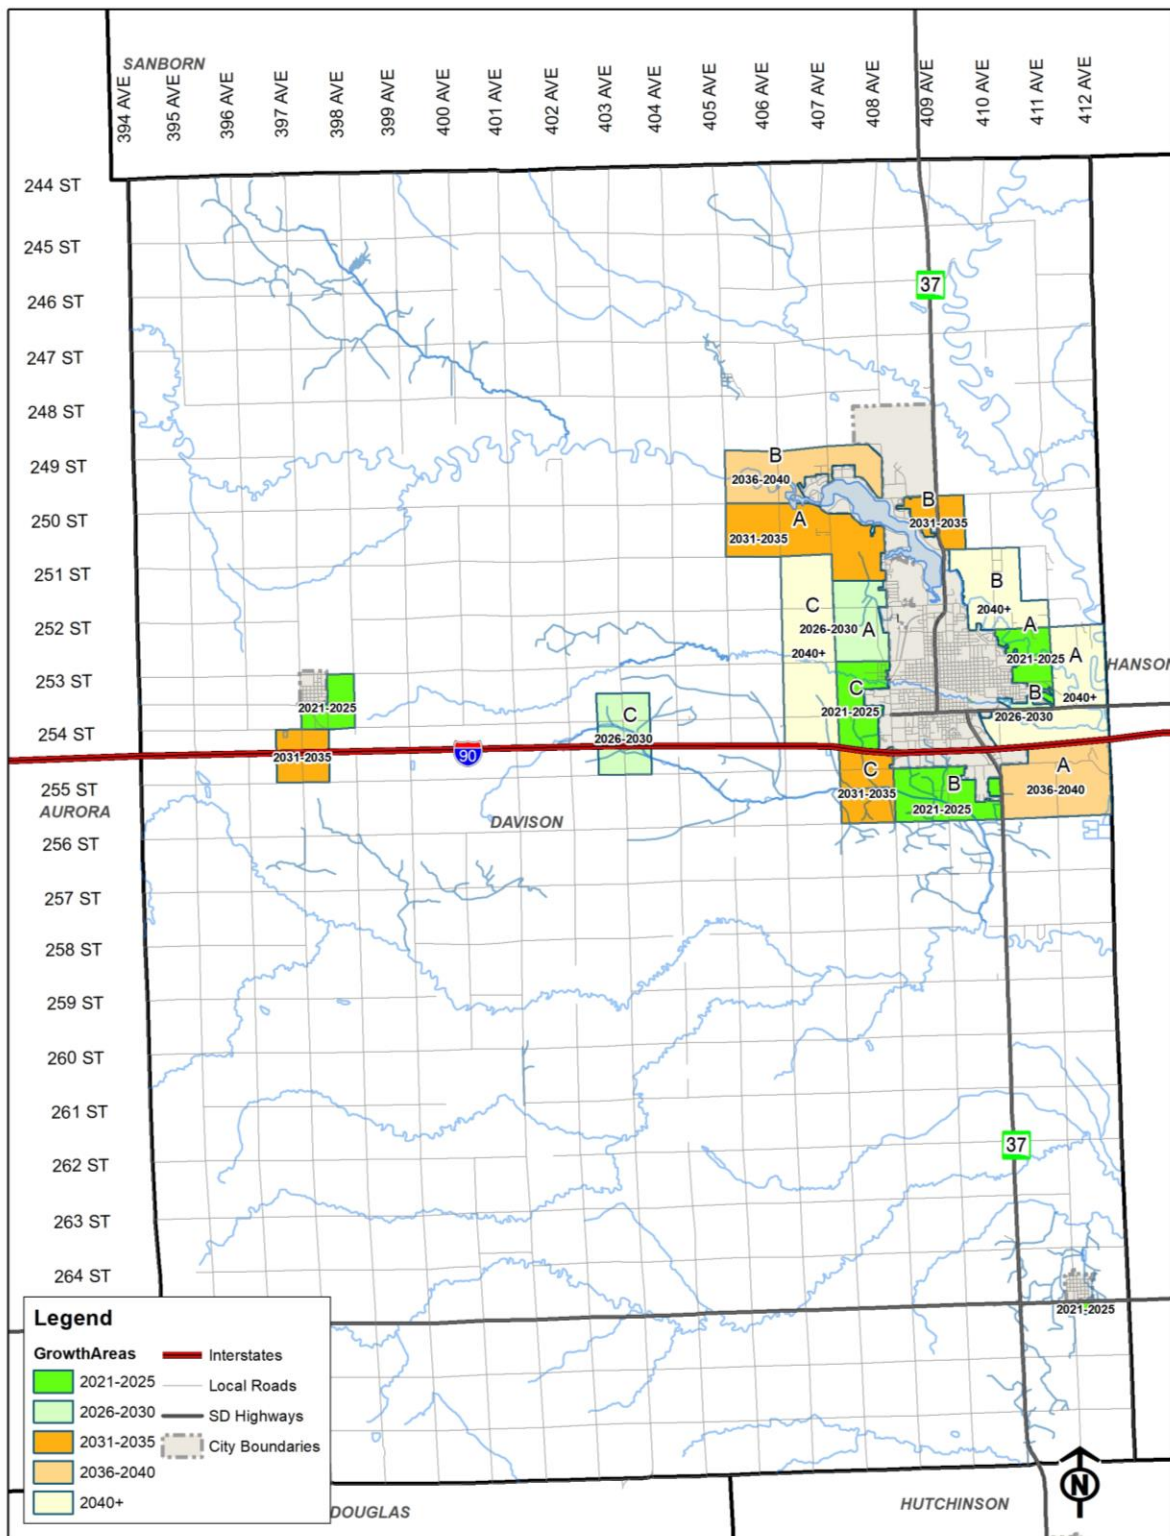 SANBORN
394 AVE
395 AVE
396 AVE
397 AVE
398 AVE
399 AVE
400 AVE
401 AVE
402 AVE
403 AVE
404 AVE
405 AVE
406 AVE
407 AVE
408 AVE
409 AVE
410 AVE
411 AVE
412 AVE
244 ST
245 ST
246 ST
37
247 ST
248 ST
249 ST
B
2036-2040
250 ST
A
2031-2035
B
2031-2035
251 ST
B
2040+
252 ST
C
2026-2030
A
2040+
A
2021-2025
A
2040+
HANSON
253 ST
2021-2025
C
2026-2030
C
2021-2025
B
2026-2030
254 ST
2031-2035
90
C
2031-2035
B
2021-2025
A
2036-2040
255 ST
AURORA
DAVISON
256 ST
257 ST
258 ST
259 ST
260 ST
261 ST
37
262 ST
263 ST
264 ST
2021-2025
Legend
GrowthAreas
2021-2025
2026-2030
2031-2035
2036-2040
2040+
Interstates
Local Roads
SD Highways
City Boundaries
DOUGLAS
HUTCHINSON
N